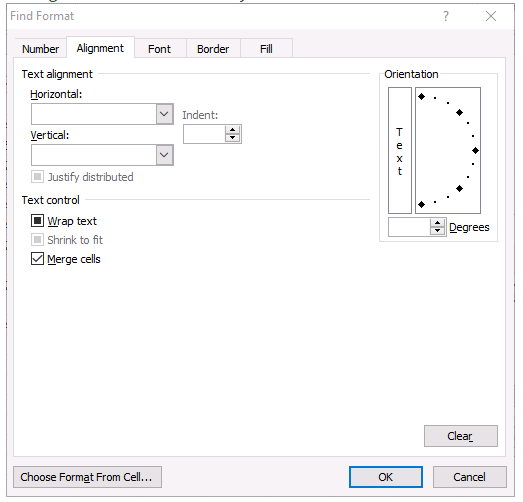 Find Format
?
Number Alignment Font Border Fill
Text alignment
Horizontal:
Indent:
Vertical:
Justify distributed
Text control
Wrap text
Shrink to fit
Merge cells
Orientation
Text
Degrees
Clear
Choose Format From Cell...
OK
Cancel